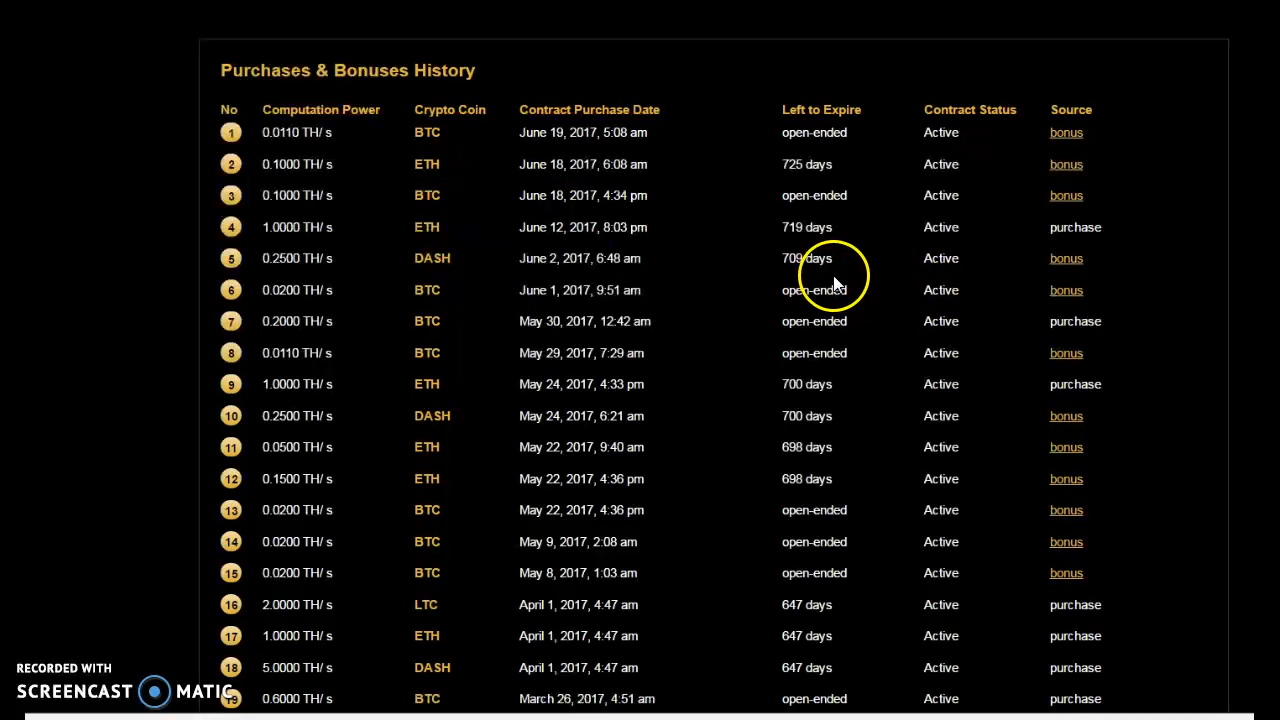 Purchases & Bonuses History
No Computation Power Crypto Coin Contract Purchase Date Left to Expire Contract Status Source
1 0.0110 TH/ s BTC June 19, 2017, 5:08 am open-ended Active bonus
2 0.1000 TH/ s ETH June 18, 2017, 6:08 am 725 days Active bonus
3 0.1000 TH/ s BTC June 18, 2017, 4:34 pm open-ended Active bonus
4 1.0000 TH/ s ETH June 12, 2017, 8:03 pm 719 days Active purchase
5 0.2500 TH/ s DASH June 2, 2017, 6:48 am 709 days Active bonus
6 0.0200 TH/ s BTC June 1, 2017, 9:51 am open-ended Active bonus
7 0.2000 TH/ s BTC May 30, 2017, 12:42 am open-ended Active purchase
8 0.0110 TH/ s BTC May 29, 2017, 7:29 am open-ended Active bonus
9 1.0000 TH/ s ETH May 24, 2017, 4:33 pm 700 days Active purchase
10 0.2500 TH/ s DASH May 24, 2017, 6:21 am 700 days Active bonus
11 0.0500 TH/ s ETH May 22, 2017, 9:40 am 698 days Active bonus
12 0.1500 TH/ s ETH May 22, 2017, 4:36 pm 698 days Active bonus
13 0.0200 TH/ s BTC May 22, 2017, 4:36 pm open-ended Active bonus
14 0.0200 TH/ s BTC May 9, 2017, 2:08 am open-ended Active bonus
15 0.0200 TH/ s BTC May 8, 2017, 1:03 am open-ended Active bonus
16 2.0000 TH/ s LTC April 1, 2017, 4:47 am 647 days Active purchase
17 1.0000 TH/ s ETH April 1, 2017, 4:47 am 647 days Active purchase
18 5.0000 TH/ s DASH April 1, 2017, 4:47 am 647 days Active purchase
19 0.6000 TH/ s BTC March 26, 2017, 4:51 am open-ended Active purchase
RECORDED WITH
SCREENCAST MATIC